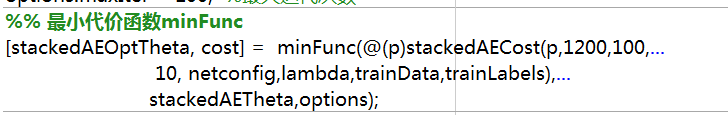 %% 最小代价函数minFunc
[stackedAEOptTheta, cost] = minFunc(@(p)stackedAECost(p,1200,100,...
10, netconfig,lambda,trainData,trainLabels),...
stackedAETheta,options);